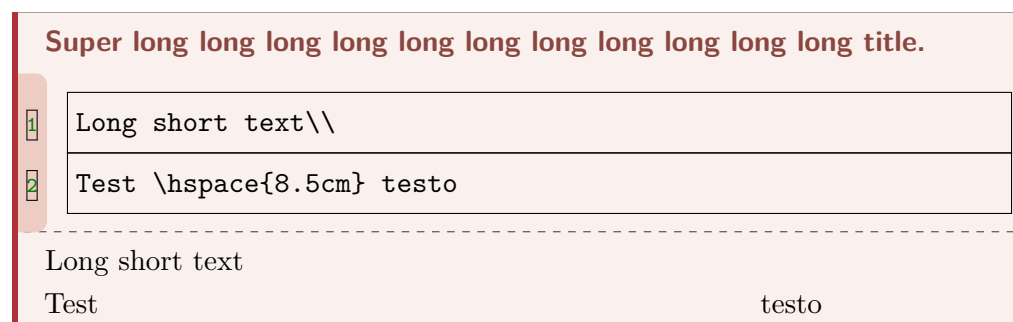 Super long long long long long long long long long long long title.
1 Long short text\\
2 Test \hspace{8.5cm} testo
Long short text
Test testo